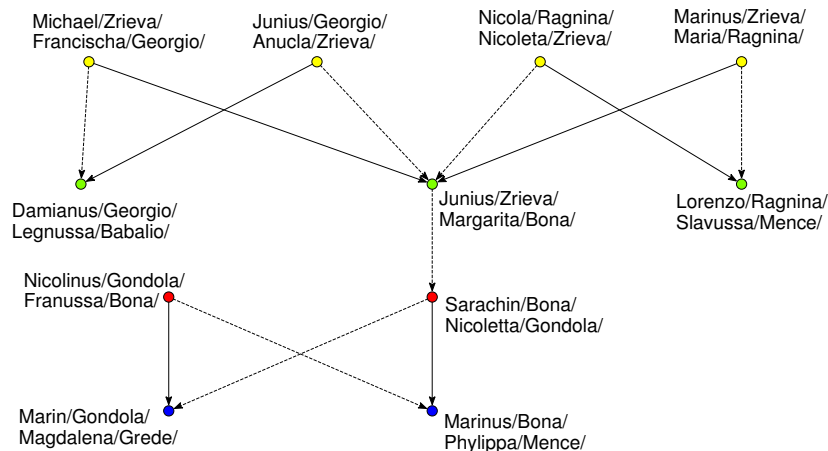 Michael/Zrieva/
Francischa/Georgio/
Junius/Georgio/
Anucla/Zrieva/
Nicola/Ragnina/
Nicoleta/Zrieva/
Marinus/Zrieva/
Maria/Ragnina/
Damianus/Georgio/
Legnussa/Babalio/
Junius/Zrieva/
Margarita/Bona/
Lorenzo/Ragnina/
Slavussa/Mence/
Nicolinus/Gondola/
Franussa/Bona/
Sarachin/Bona/
Nicoletta/Gondola/
Marin/Gondola/
Magdalena/Grede/
Marinus/Bona/
Phylippa/Mence/